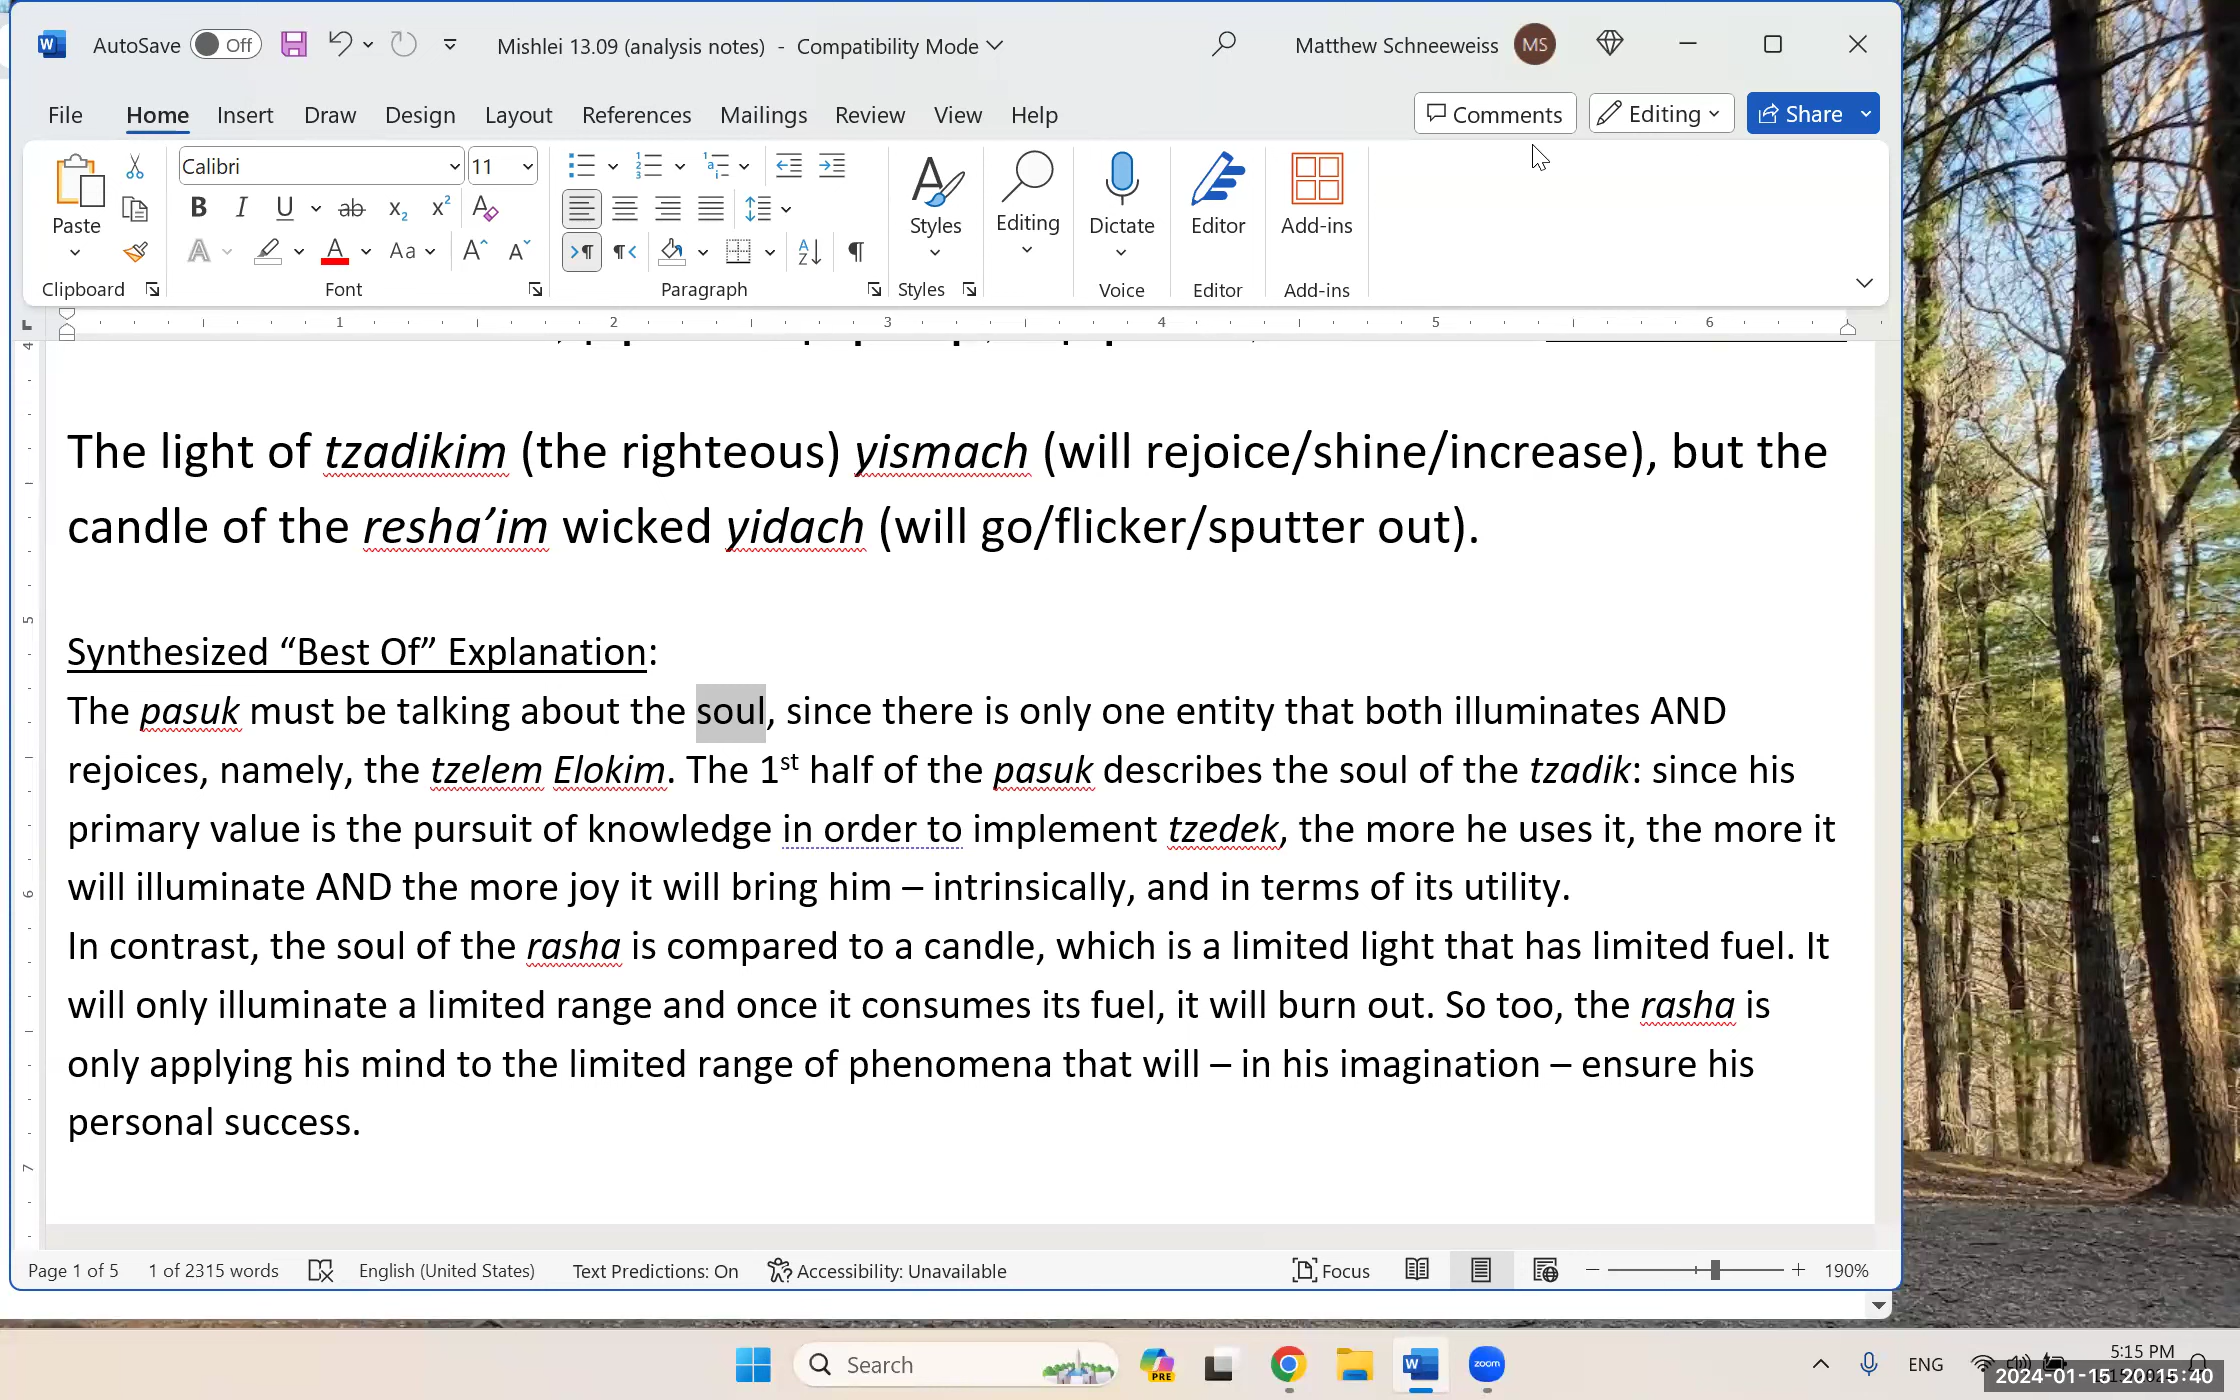 AutoSave Off Mishlei 13.09 (analysis notes) - Compatibility Mode Matthew Schneeweiss MS
File Home Insert Draw Design Layout References Mailings Review View Help Comments Editing Share
Calibri 11
Paste Styles Editing Dictate Editor Add-ins
Clipboard Font Paragraph Styles Voice Editor Add-ins
1 2 3 4 5 6
The light of tzadikim (the righteous) yismach (will rejoice/shine/increase), but the
candle of the resha’im wicked yidach (will go/flicker/sputter out).
Synthesized “Best Of” Explanation:
The pasuk must be talking about the soul, since there is only one entity that both illuminates AND
rejoices, namely, the tzelem Elokim. The 1st half of the pasuk describes the soul of the tzadik: since his
primary value is the pursuit of knowledge in order to implement tzedek, the more he uses it, the more it
will illuminate AND the more joy it will bring him – intrinsically, and in terms of its utility.
In contrast, the soul of the rasha is compared to a candle, which is a limited light that has limited fuel. It
will only illuminate a limited range and once it consumes its fuel, it will burn out. So too, the rasha is
only applying his mind to the limited range of phenomena that will – in his imagination – ensure his
personal success.
Page 1 of 5 1 of 2315 words English (United States) Text Predictions: On Accessibility: Unavailable Focus 190%
Search PRE zoom ENG 5:15 PM
2024-01-15 20:15:40